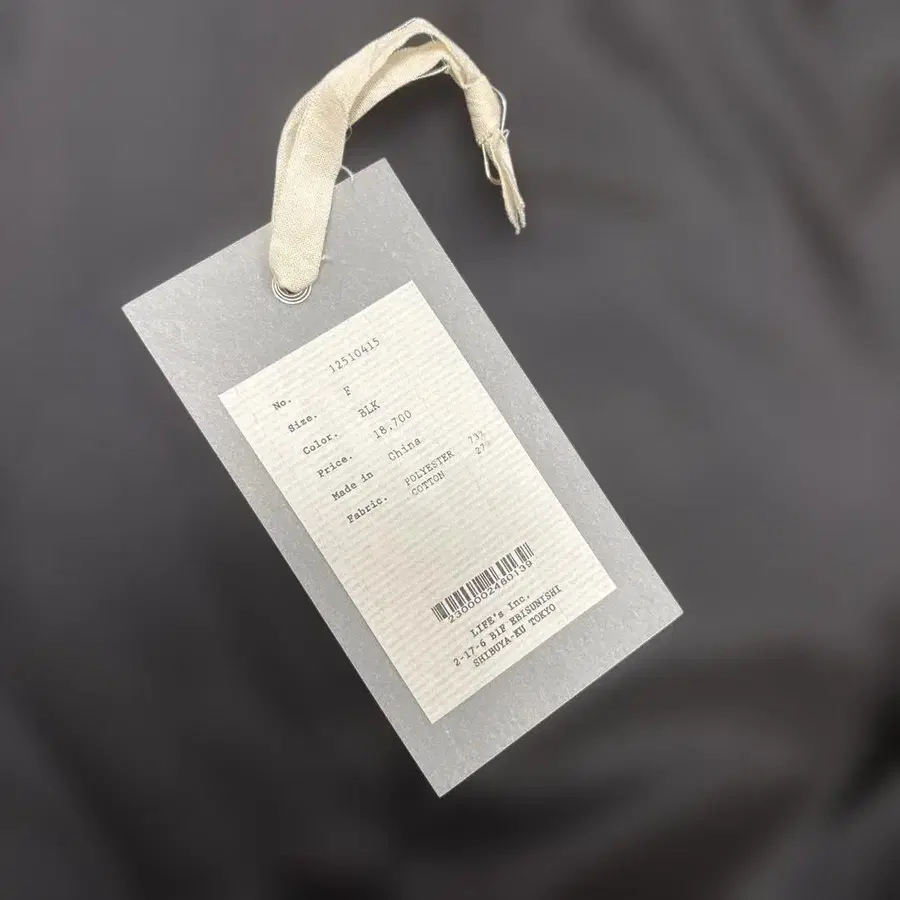 No. 12510415
Size. F
Color. BLK
Price. 18,700
Made in China
Fabric. POLYESTER 73%
COTTON 27%
2300002460139
LIFE's Inc.
2-17-6 B1F EBISUNISHI
SHIBUYA-KU TOKYO